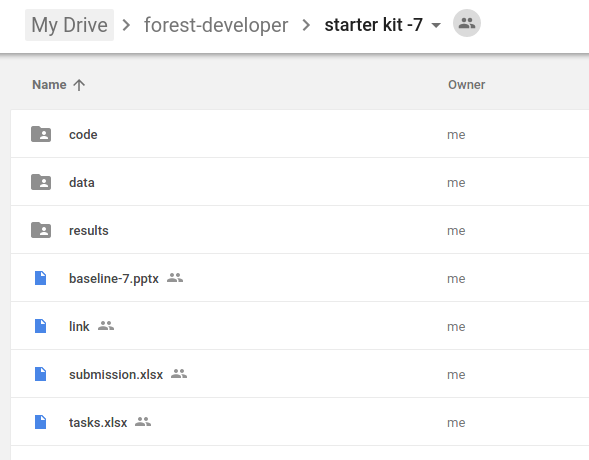 My Drive > forest-developer > starter kit -7
Name Owner
code me
data me
results me
baseline-7.pptx me
link me
submission.xlsx me
tasks.xlsx me